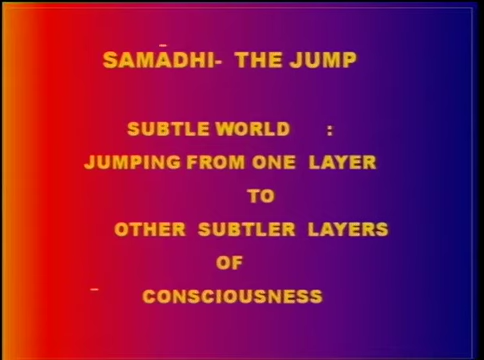 SAMĀDHI- THE JUMP
SUBTLE WORLD :
JUMPING FROM ONE LAYER
TO
OTHER SUBTLER LAYERS
OF
CONSCIOUSNESS